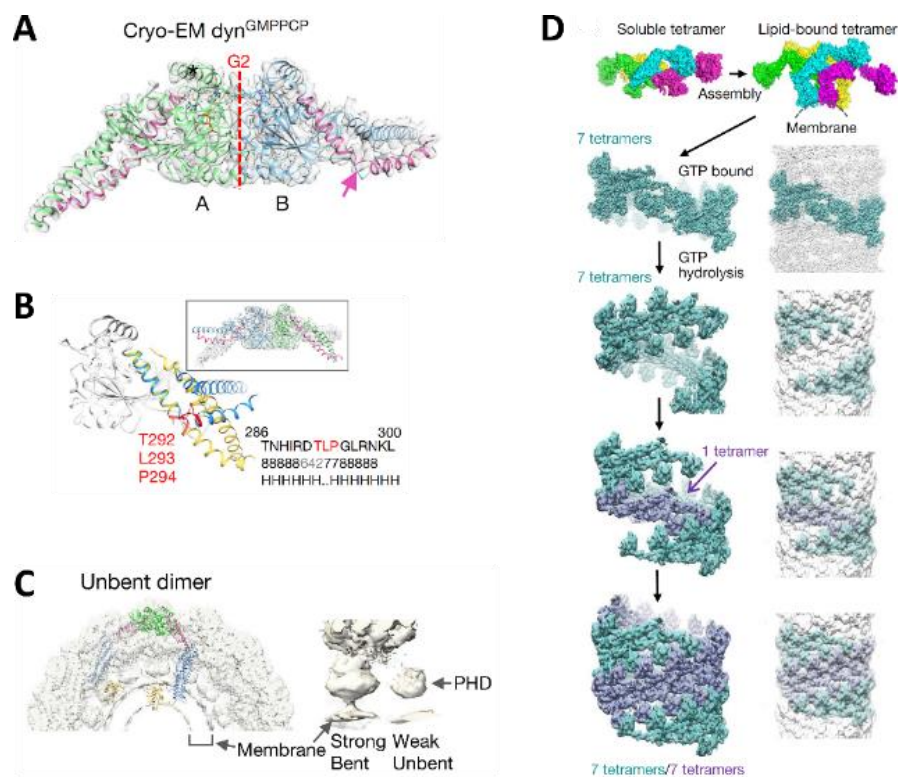 A
Cryo-EM dyn^GMPPCP
G2
*
A
B
B
T292
L293
P294
286
300
TNHIRDTLPGLRNKL
888886427788888
HHHHHH...HHHHHHH
C
Unbent dimer
PHD
Membrane
Strong
Bent
Weak
Unbent
D
Soluble tetramer
Lipid-bound tetramer
Assembly
Membrane
7 tetramers
GTP bound
GTP
hydrolysis
7 tetramers
1 tetramer
7 tetramers/7 tetramers